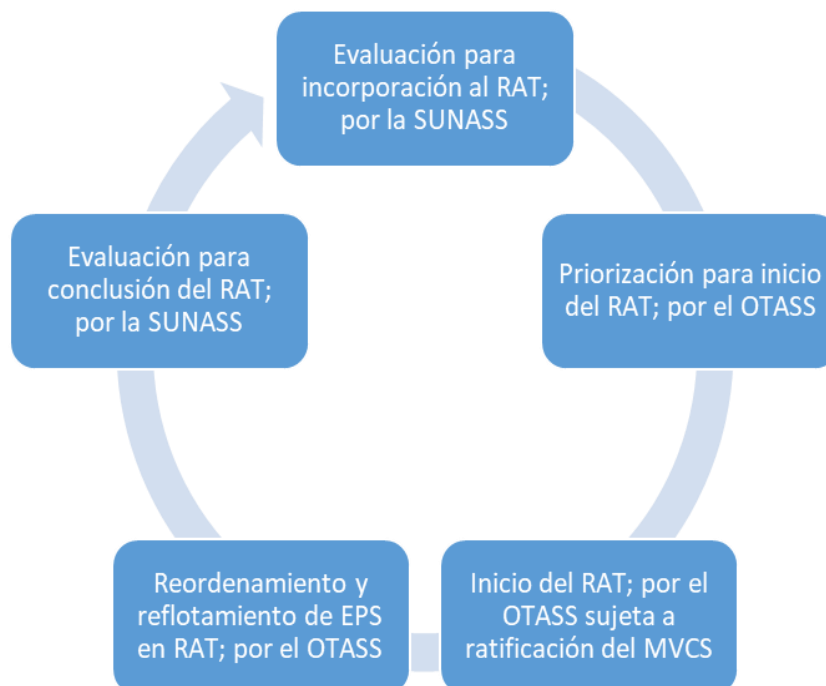 Evaluación para
incorporación al RAT;
por la SUNASS
Priorización para inicio
del RAT; por el OTASS
Inicio del RAT; por el
OTASS sujeta a
ratificación del MVCS
Reordenamiento y
reflotamiento de EPS
en RAT; por el OTASS
Evaluación para
conclusión del RAT;
por la SUNASS